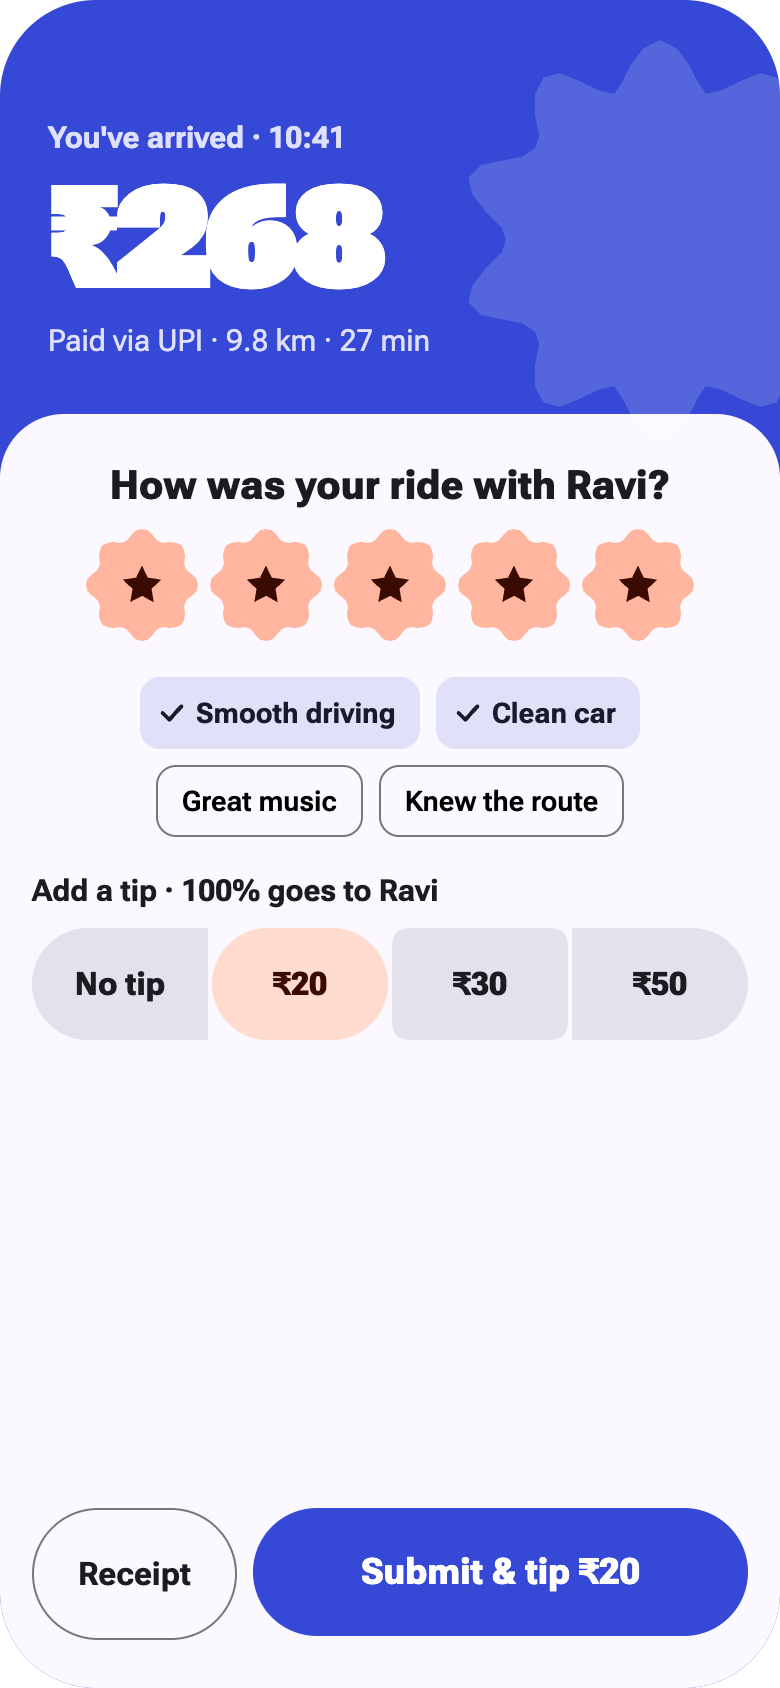 You've arrived · 10:41
₹268
Paid via UPI · 9.8 km · 27 min
How was your ride with Ravi?
Smooth driving
Clean car
Great music
Knew the route
Add a tip · 100% goes to Ravi
No tip
₹20
₹30
₹50
Receipt
Submit & tip ₹20